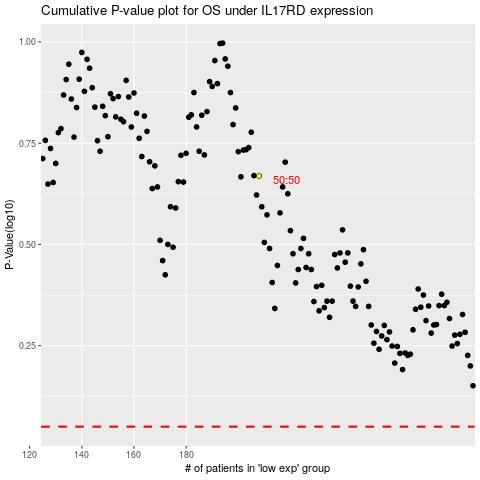 Cumulative P-value plot for OS under IL17RD expression
P-Value(log10)
1.00
0.75
0.50
0.25
50:50
120 140 160 180
# of patients in 'low exp' group